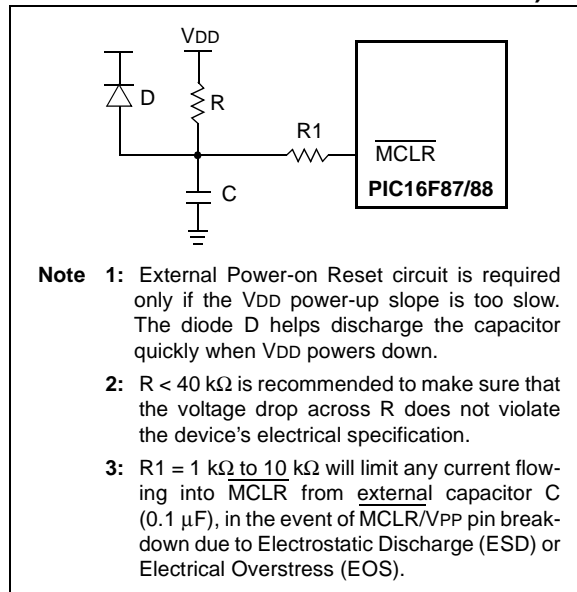 VDD
D
R
R1
MCLR
PIC16F87/88
C
Note 1: External Power-on Reset circuit is required
only if the VDD power-up slope is too slow.
The diode D helps discharge the capacitor
quickly when VDD powers down.
2: R < 40 kΩ is recommended to make sure that
the voltage drop across R does not violate
the device's electrical specification.
3: R1 = 1 kΩ to 10 kΩ will limit any current flow-
ing into MCLR from external capacitor C
(0.1 μF), in the event of MCLR/VPP pin break-
down due to Electrostatic Discharge (ESD) or
Electrical Overstress (EOS).